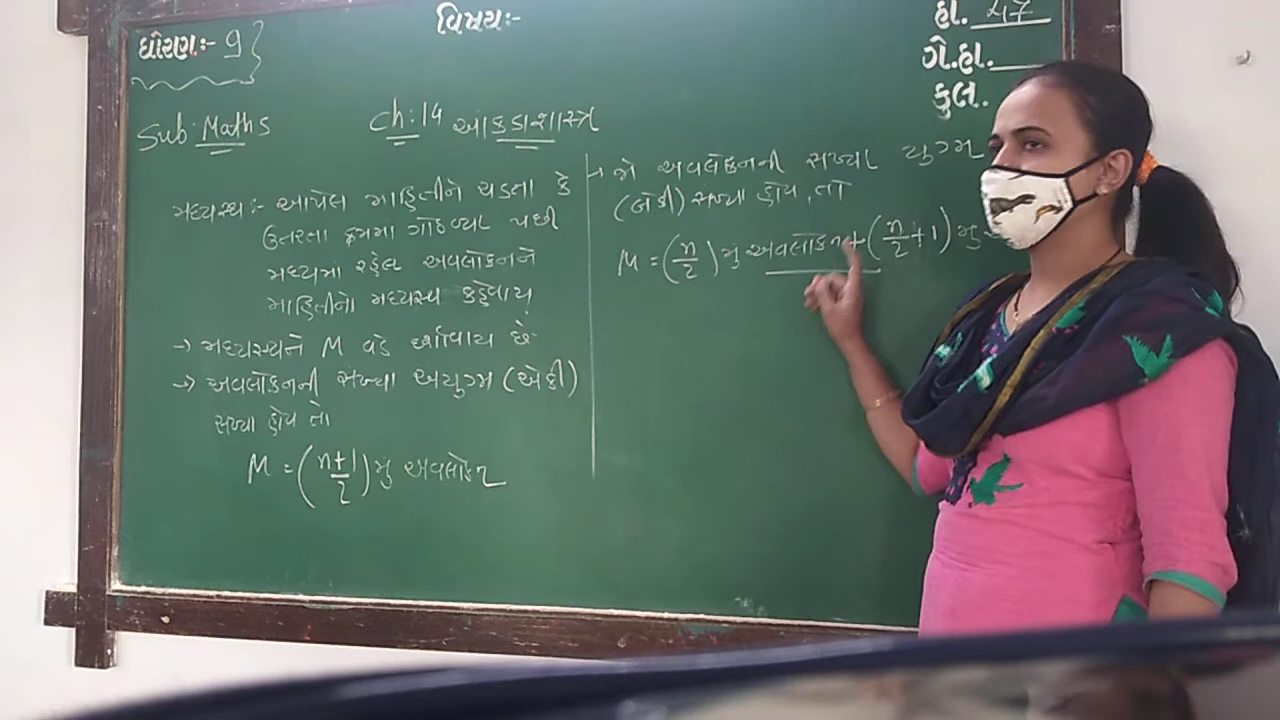 ધોરણ:- 9
વિષય:-
હા. 47
ગે.હા.
કુલ.
Sub: Maths
Ch:14 આંકડાશાસ્ત્ર
મધ્યસ્થ:- આપેલ માહિતીને ચડતા કે
ઉતરતા ક્રમમા ગોઠવ્યા પછી
મધ્યમાં રહેલ અવલોકનને
માહિતીનો મધ્યસ્થ કહેવાય
→ મધ્યસ્થને M વડે દર્શાવાય છે
→ અવલોકનની સંખ્યા અયુગ્મ (એકી)
સંખ્યા હોય તો
M = (n+1/2) મું અવલોકન
→ જો અવલોકનની સંખ્યા યુગ્મ
(બેકી) સંખ્યા હોય, તો
M = (n/2) મું અવલોકન + (n/2 + 1) મું